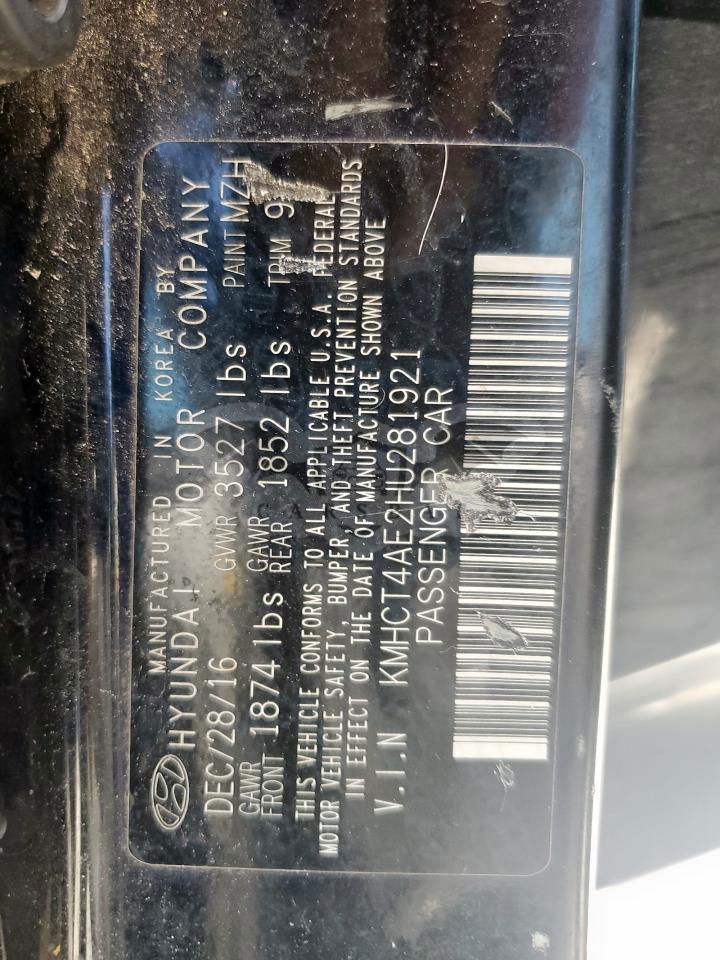 MANUFACTURED IN KOREA BY
HYUNDAI MOTOR COMPANY
DEC/28/16 GVWR 3527 lbs PAINT MZH
GAWR FRONT 1874 lbs GAWR REAR 1852 lbs TRIM 9
THIS VEHICLE CONFORMS TO ALL APPLICABLE U.S.A. FEDERAL
MOTOR VEHICLE SAFETY, BUMPER, AND THEFT PREVENTION STANDARDS
IN EFFECT ON THE DATE OF MANUFACTURE SHOWN ABOVE
V.I.N KMHCT4AE2HU281921
PASSENGER CAR